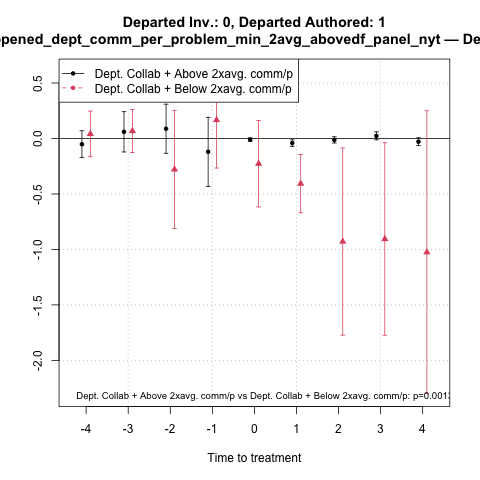 Departed Inv.: 0, Departed Authored: 1
opened_dept_comm_per_problem_min_2avg_abovedf_panel_nyt — De
Dept. Collab + Above 2xavg. comm/p
Dept. Collab + Below 2xavg. comm/p
0.5
0.0
-0.5
-1.0
-1.5
-2.0
Dept. Collab + Above 2xavg. comm/p vs Dept. Collab + Below 2xavg. comm/p: p=0.001
-4 -3 -2 -1 0 1 2 3 4
Time to treatment